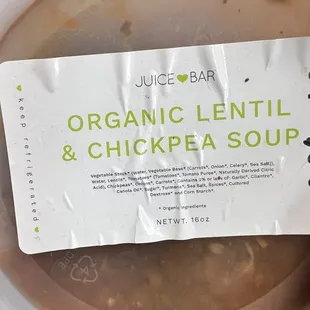 JUICE♥BAR
ORGANIC LENTIL
& CHICKPEA SOUP
Vegetable Stock* (water, Vegetable Base* (Carrots*, Onion*, Celery*, Sea Salt)),
Water, Lentils*, Tomatoes* (Tomatoes*, Tomato Puree*, Naturally Derived Citric
Acid), Chickpeas*, Onions*, Carrots*, Contains 2% or less of: Garlic*, Cilantro*,
Canola Oil*, Sugar*, Turmeric*, Sea Salt, Spices*, Cultured
Dextrose* and Corn Starch*.
* Organic Ingredients
NETWT. 16oz
♥ keep refrigerated ♥